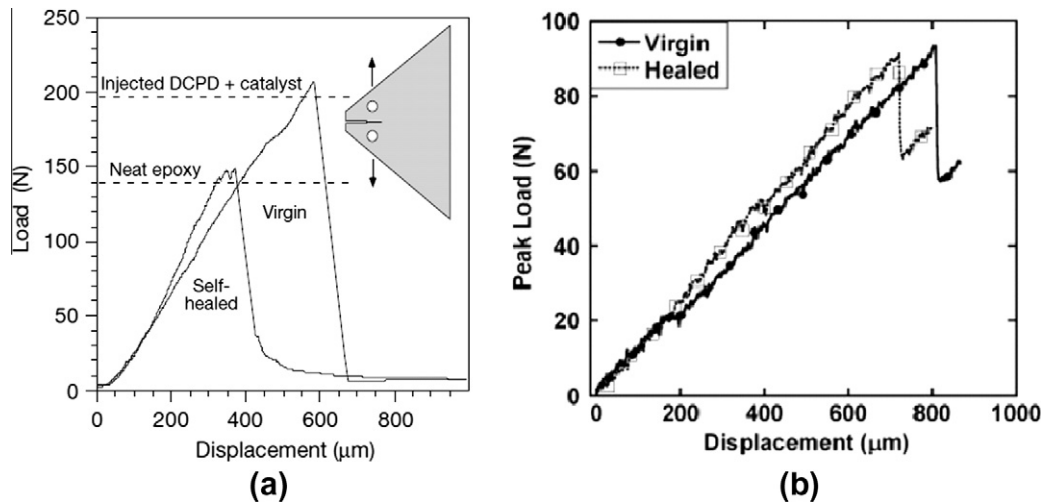 250
200
150
100
50
0
Load (N)
Injected DCPD + catalyst
Neat epoxy
Virgin
Self-
healed
0
200
400
600
800
Displacement (µm)
(a)
100
80
60
40
20
0
Peak Load (N)
Virgin
Healed
0
200
400
600
800
1000
Displacement (µm)
(b)